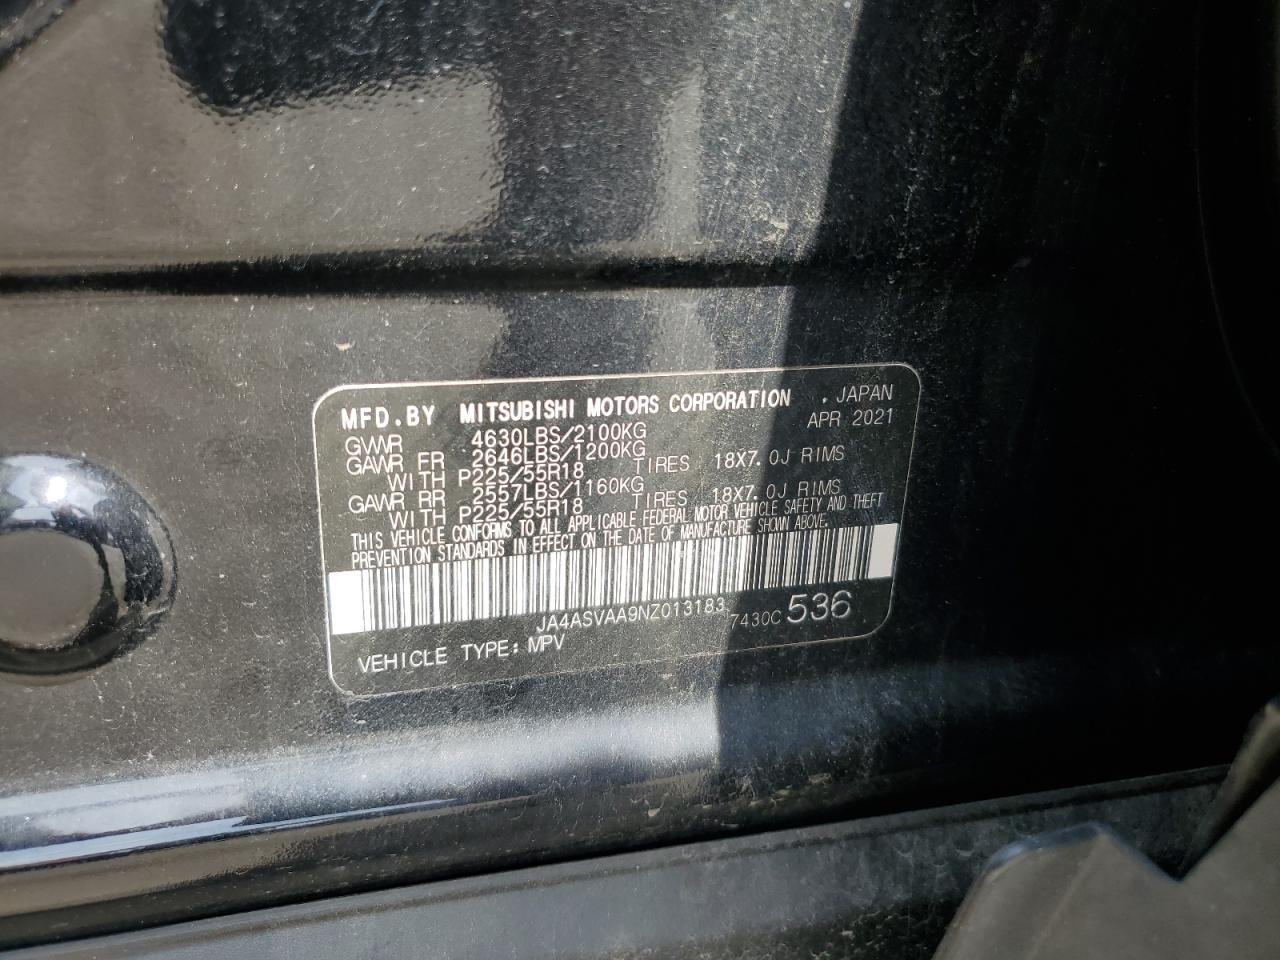 MFD.BY MITSUBISHI MOTORS CORPORATION . JAPAN
APR 2021
GVWR 4630LBS/2100KG
GAWR FR 2646LBS/1200KG
WITH P225/55R18 TIRES 18X7.0J RIMS
GAWR RR 2557LBS/1160KG
WITH P225/55R18 TIRES 18X7.0J RIMS
THIS VEHICLE CONFORMS TO ALL APPLICABLE FEDERAL MOTOR VEHICLE SAFETY AND THEFT
PREVENTION STANDARDS IN EFFECT ON THE DATE OF MANUFACTURE SHOWN ABOVE.
JA4ASVAA9NZ013183 7430C 536
VEHICLE TYPE: MPV